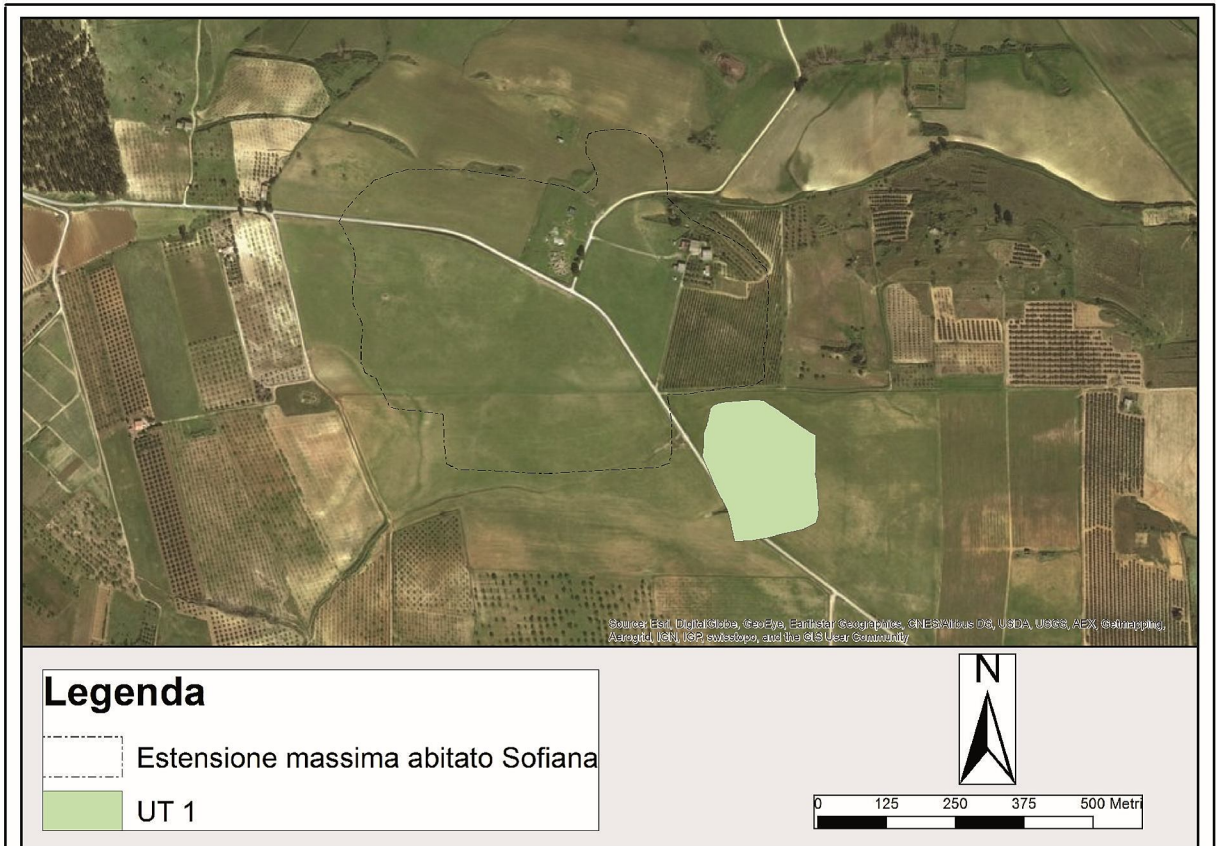 Source: Esri, DigitalGlobe, GeoEye, Earthstar Geographics, CNES/Airbus DS, USDA, USGS, AEX, Getmapping,
Aerogrid, IGN, IGP, swisstopo, and the GIS User Community
Legenda
Estensione massima abitato Sofiana
UT 1
N
0 125 250 375 500 Metri